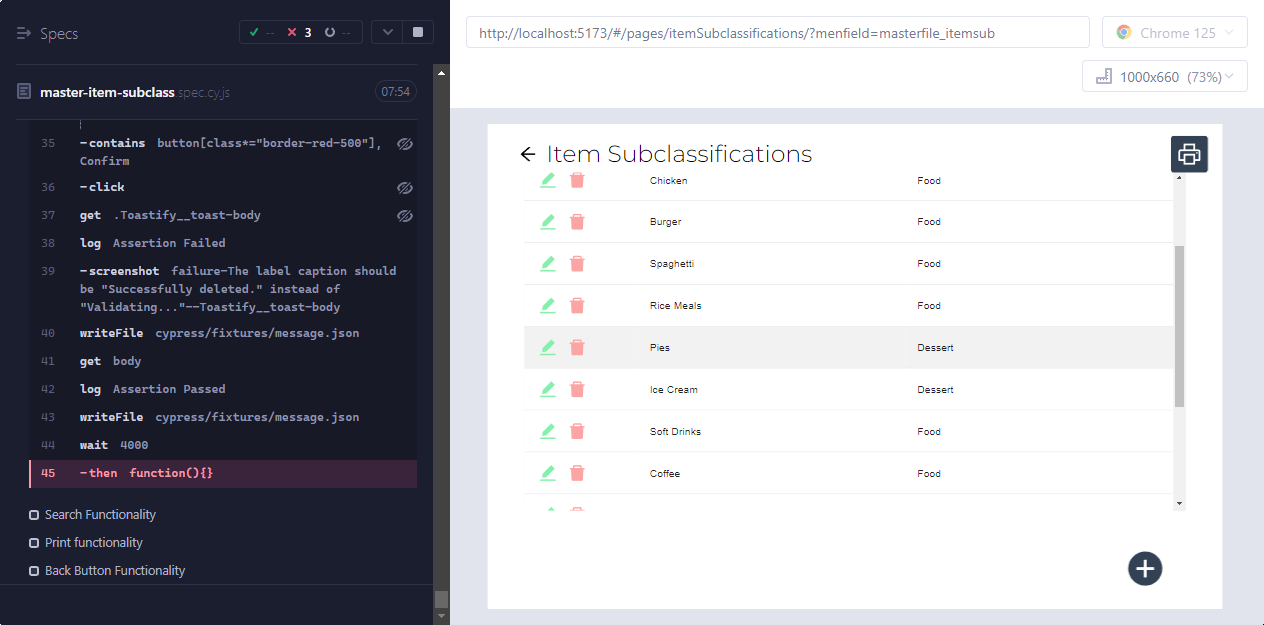 Specs
-- 3 --
master-item-subclass.spec.cy.js
07:54
35 -contains button[class*="border-red-500"],
Confirm
36 -click
37 get .Toastify__toast-body
38 log Assertion Failed
39 -screenshot failure-The label caption should
be "Successfully deleted." instead of
"Validating..."--Toastify__toast-body
40 writeFile cypress/fixtures/message.json
41 get body
42 log Assertion Passed
43 writeFile cypress/fixtures/message.json
44 wait 4000
45 -then function(){}
Search Functionality
Print functionality
Back Button Functionality
http://localhost:5173/#/pages/itemSubclassifications/?menfield=masterfile_itemsub
Chrome 125
1000x660 (73%)
Item Subclassifications
Chicken Food
Burger Food
Spaghetti Food
Rice Meals Food
Pies Dessert
Ice Cream Dessert
Soft Drinks Food
Coffee Food